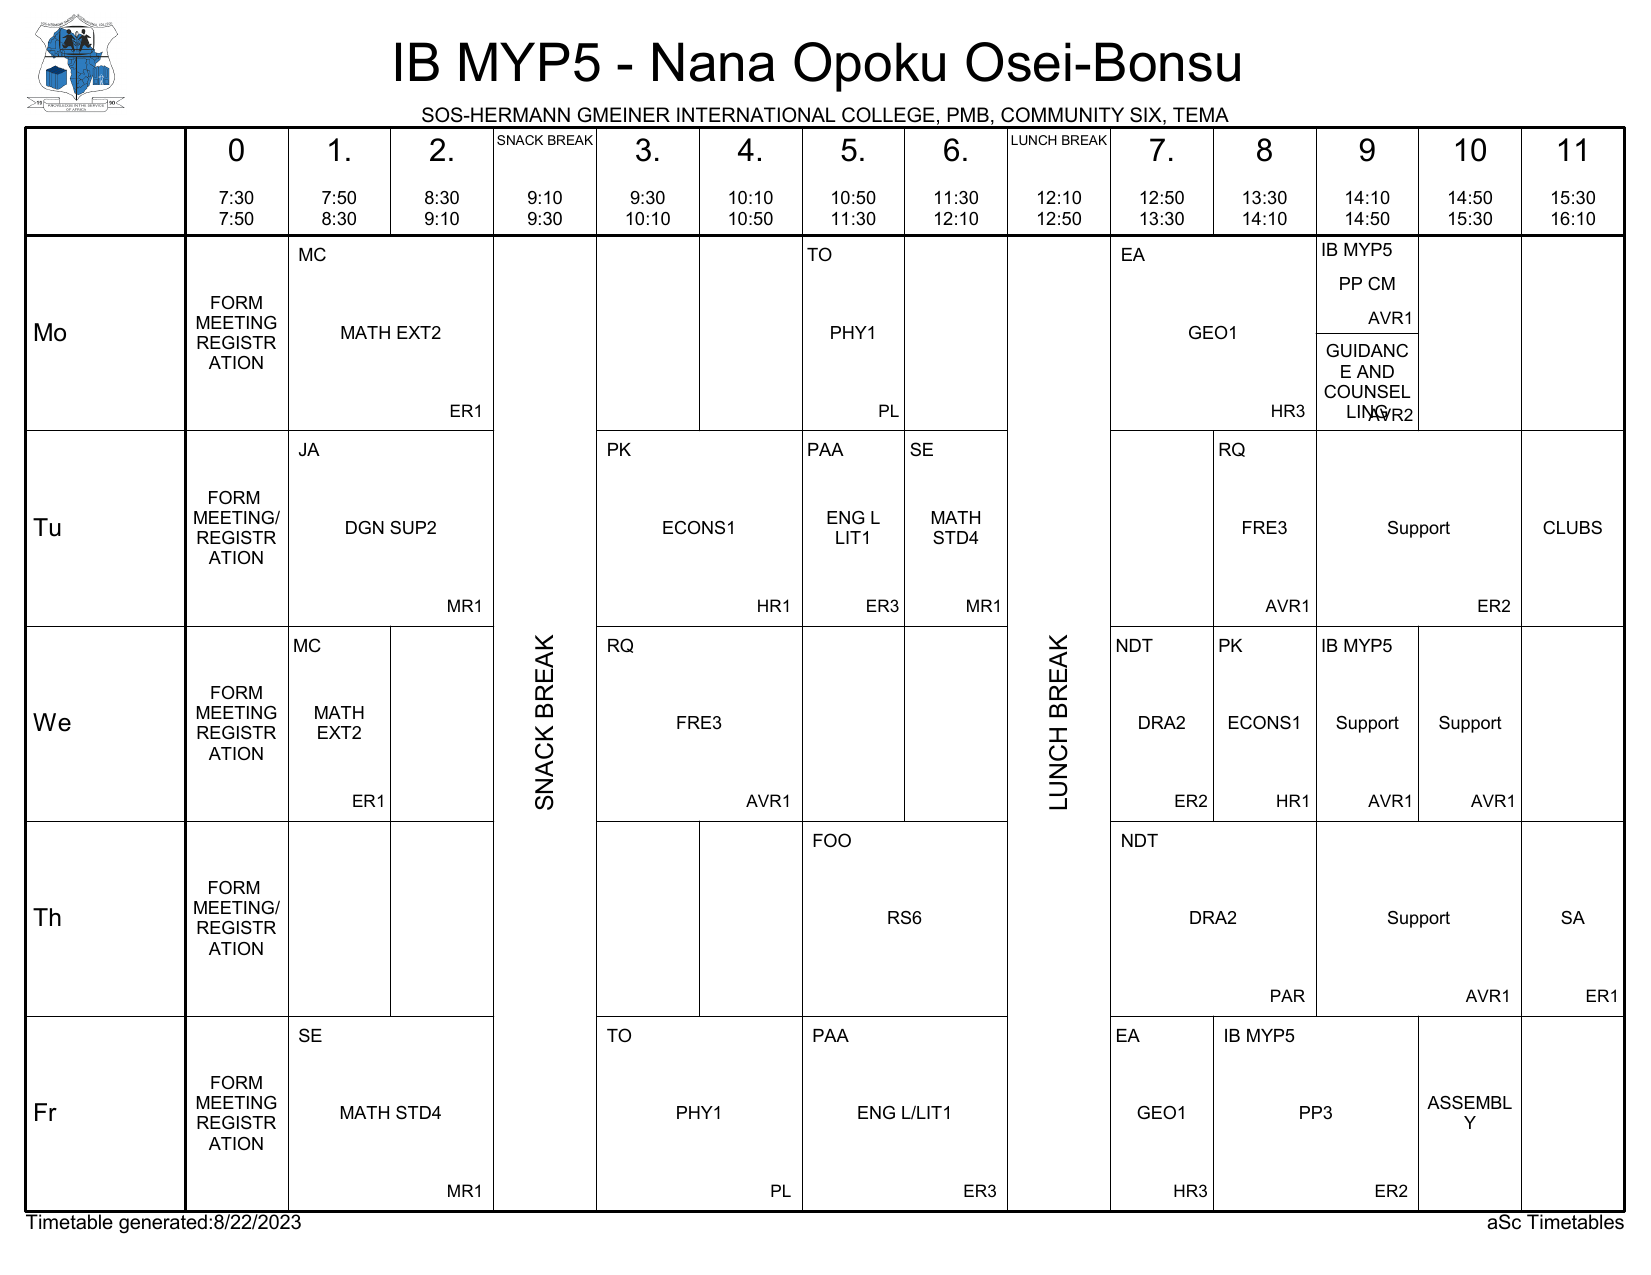 IB MYP5 - Nana Opoku Osei-Bonsu
SOS-HERMANN GMEINER INTERNATIONAL COLLEGE, PMB, COMMUNITY SIX, TEMA
0 1. 2. SNACK BREAK 3. 4. 5. 6. LUNCH BREAK 7. 8 9 10 11
7:30 7:50 8:30 9:10 9:30 10:10 10:50 11:30 12:10 12:50 13:30 14:10 14:50 15:30
7:50 8:30 9:10 9:30 10:10 10:50 11:30 12:10 12:50 13:30 14:10 14:50 15:30 16:10
SNACK BREAK
LUNCH BREAK
Mo
FORM
MEETING
REGISTR
ATION
MC
MATH EXT2
ER1
TO
PHY1
PL
EA
GEO1
HR3
IB MYP5
PP CM
AVR1
GUIDANC
E AND
COUNSEL
LING
AVR2
Tu
FORM
MEETING/
REGISTR
ATION
JA
DGN SUP2
MR1
PK
ECONS1
HR1
PAA
ENG L
LIT1
ER3
SE
MATH
STD4
MR1
RQ
FRE3
AVR1
Support
ER2
CLUBS
We
FORM
MEETING
REGISTR
ATION
MC
MATH
EXT2
ER1
RQ
FRE3
AVR1
NDT
DRA2
ER2
PK
ECONS1
HR1
IB MYP5
Support
AVR1
Support
AVR1
Th
FORM
MEETING/
REGISTR
ATION
FOO
RS6
NDT
DRA2
PAR
Support
AVR1
SA
ER1
Fr
FORM
MEETING
REGISTR
ATION
SE
MATH STD4
MR1
TO
PHY1
PL
PAA
ENG L/LIT1
ER3
EA
GEO1
HR3
IB MYP5
PP3
ER2
ASSEMBL
Y
Timetable generated:8/22/2023
aSc Timetables